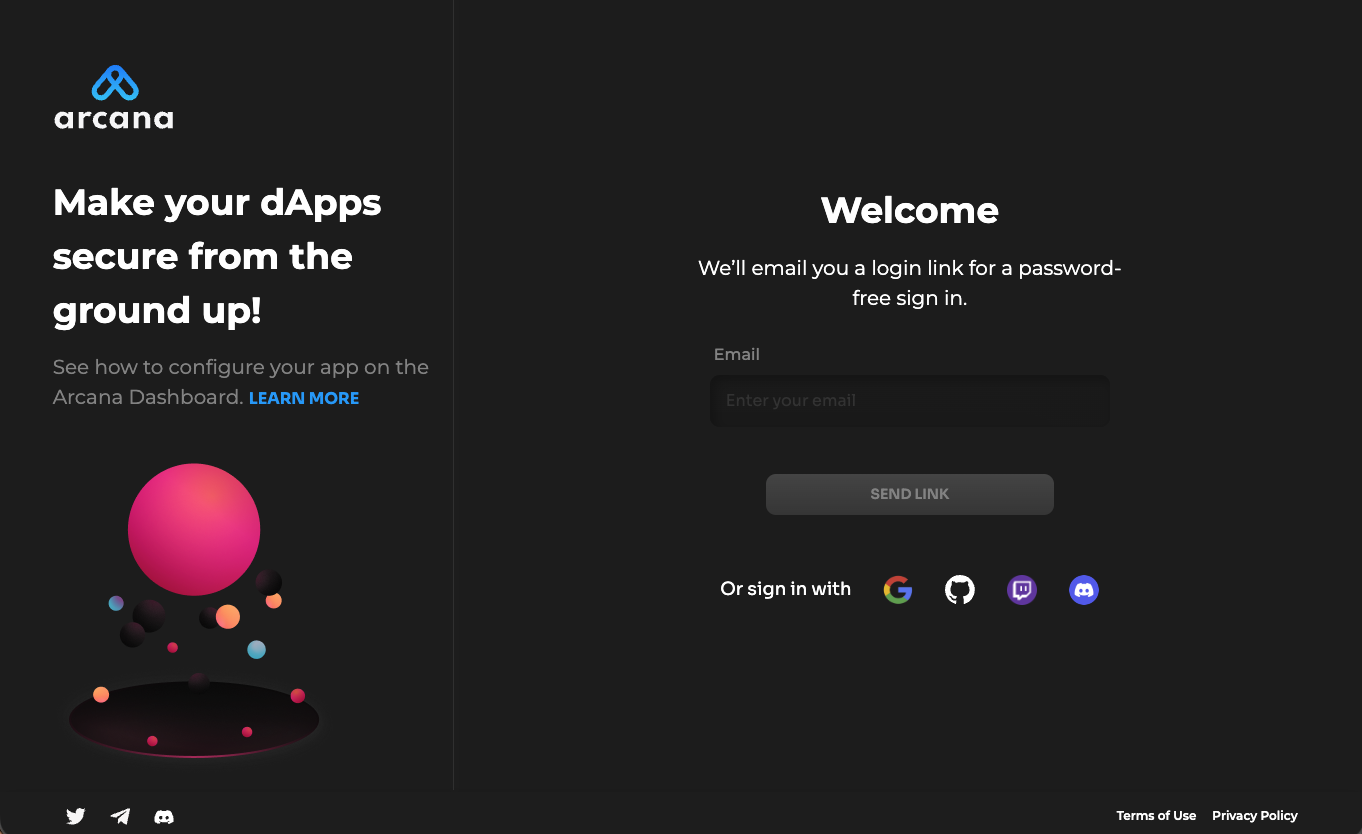 arcana
Make your dApps
secure from the
ground up!
See how to configure your app on the
Arcana Dashboard. LEARN MORE
Welcome
We’ll email you a login link for a password-
free sign in.
Email
Enter your email
SEND LINK
Or sign in with
Terms of Use Privacy Policy